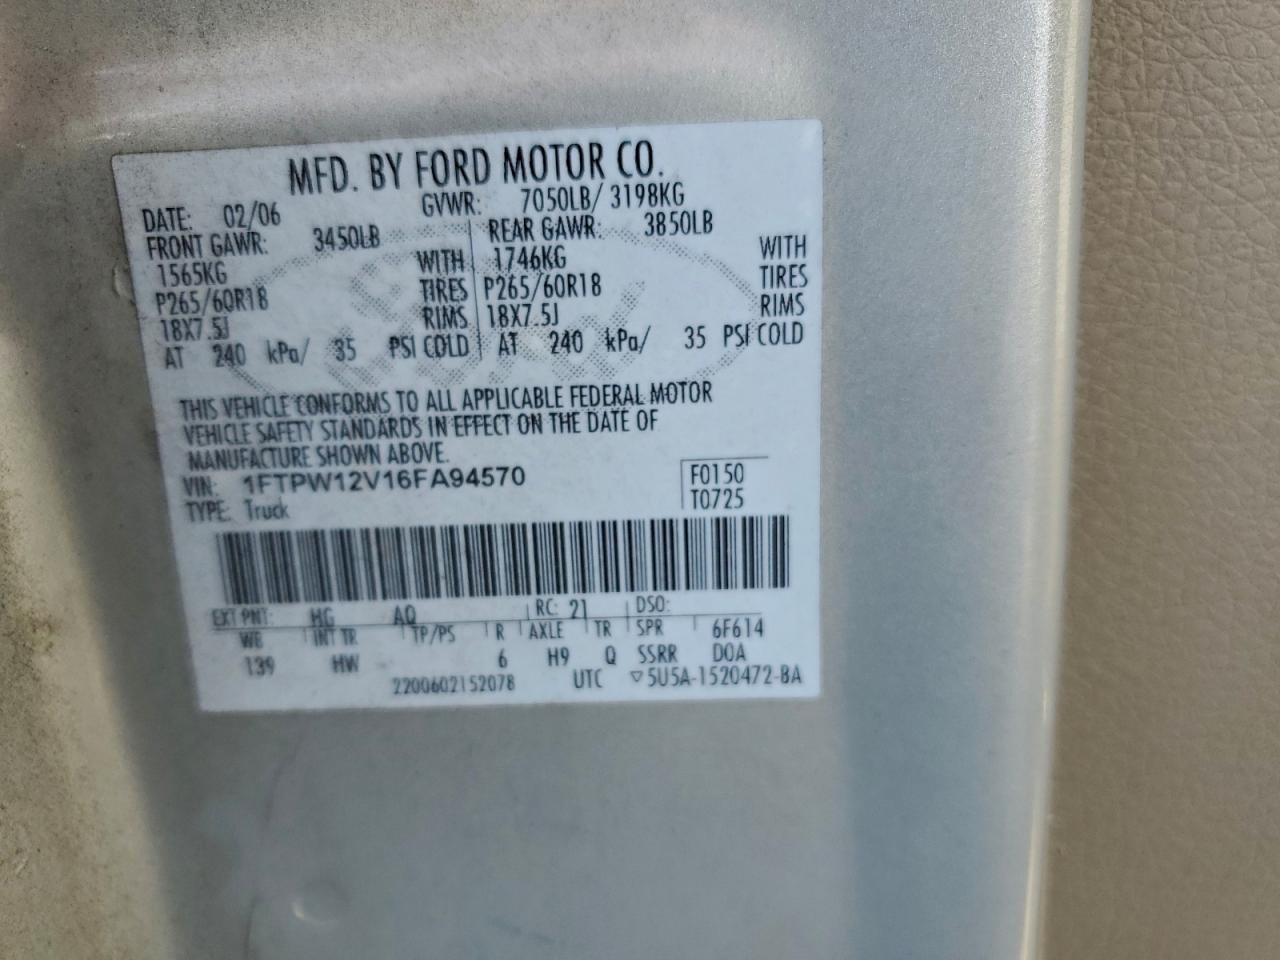 MFD. BY FORD MOTOR CO.
DATE: 02/06 GVWR: 7050LB/ 3198KG
FRONT GAWR: 3450LB REAR GAWR: 3850LB
1565KG WITH 1746KG WITH
P265/60R18 TIRES P265/60R18 TIRES
18X7.5J RIMS 18X7.5J RIMS
AT 240 kPa/ 35 PSI COLD AT 240 kPa/ 35 PSI COLD
THIS VEHICLE CONFORMS TO ALL APPLICABLE FEDERAL MOTOR
VEHICLE SAFETY STANDARDS IN EFFECT ON THE DATE OF
MANUFACTURE SHOWN ABOVE.
VIN: 1FTPW12V16FA94570 F0150
TYPE: Truck T0725
EXT PNT: HG AQ RC: 21 DSO:
WB INT TR TP/PS R AXLE TR SPR 6F614
139 HW 6 H9 Q SSRR DOA
2200602152078 UTC ▽5U5A-1520472-BA